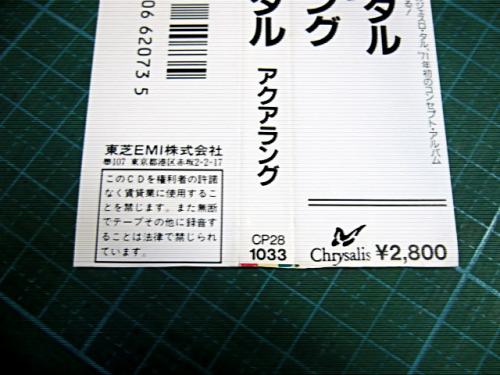 06 62073 5
東芝EMI株式会社
〒107 東京都港区赤坂2-2-17
このCDを権利者の許諾
なく賃貸業に使用するこ
とを禁じます。また無断
でテープその他に録音す
ることは法律で禁じられ
ています。
タル
アクアラング
CP28
1033
タル
ング
ジェスロ・タル、'71年初のコンセプト・アルバム
Chrysalis ¥2,800